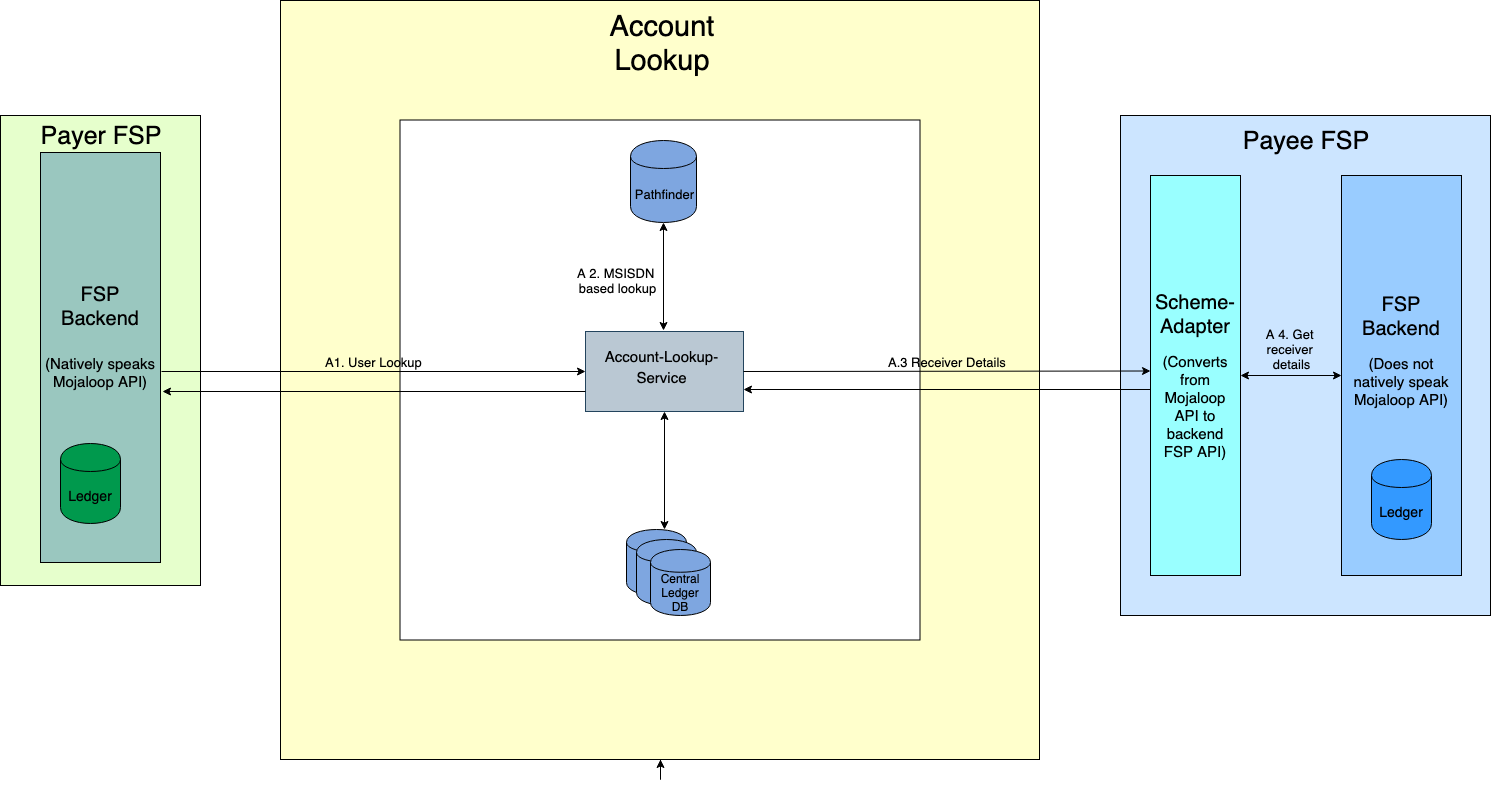 Account
Lookup
Payer FSP
FSP
Backend
(Natively speaks
Mojaloop API)
Ledger
Pathfinder
A 2. MSISDN
based lookup
A1. User Lookup
Account-Lookup-
Service
A.3 Receiver Details
Central
Ledger
DB
Payee FSP
Scheme-
Adapter
(Converts
from
Mojaloop
API to
backend
FSP API)
A 4. Get
receiver
details
FSP
Backend
(Does not
natively speak
Mojaloop API)
Ledger